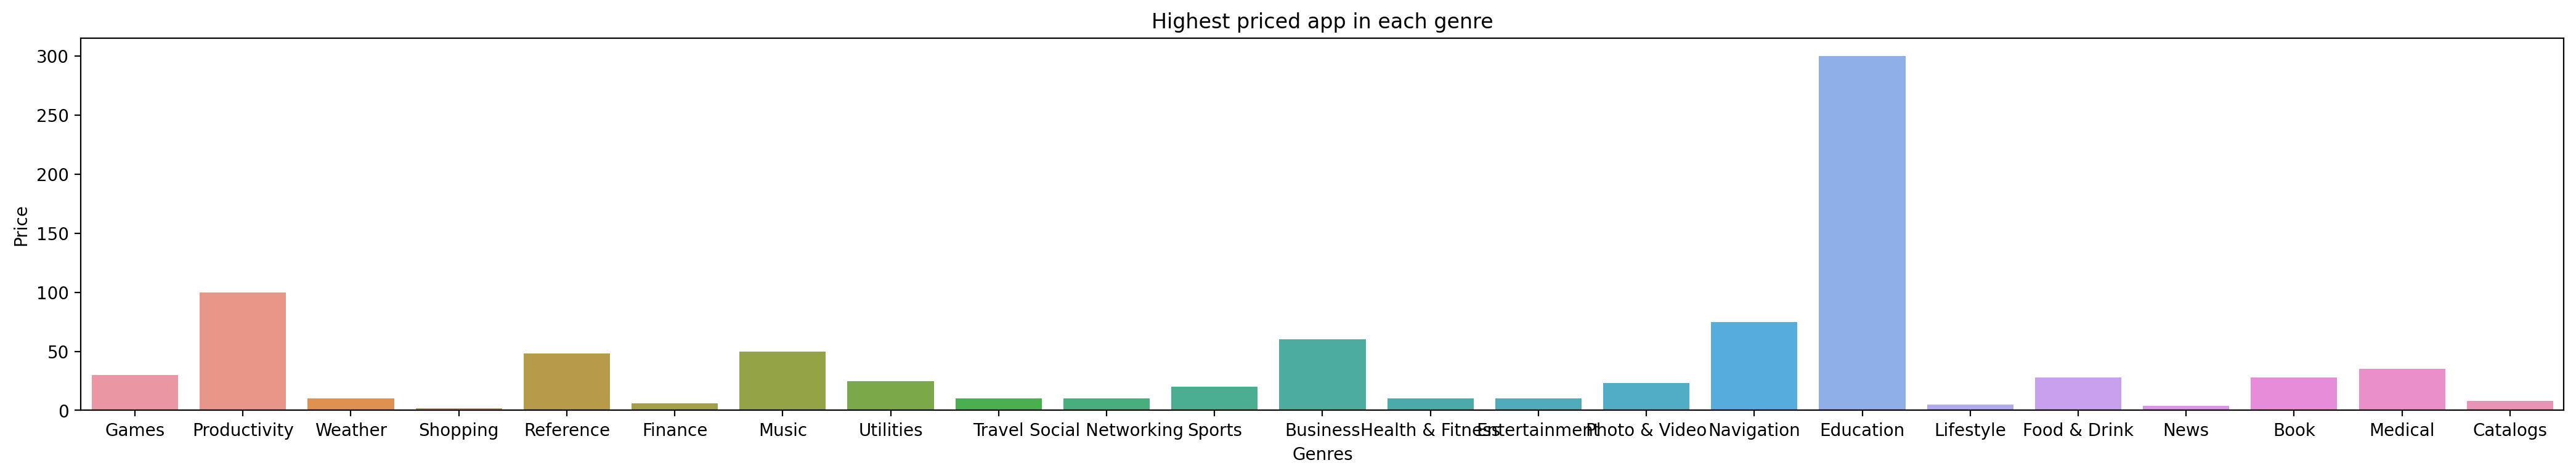 Highest priced app in each genre
Price
300
250
200
150
100
50
0
Games Productivity Weather Shopping Reference Finance Music Utilities Travel Social Networking Sports Business Health & Fitness Entertainment Photo & Video Navigation Education Lifestyle Food & Drink News Book Medical Catalogs
Genres